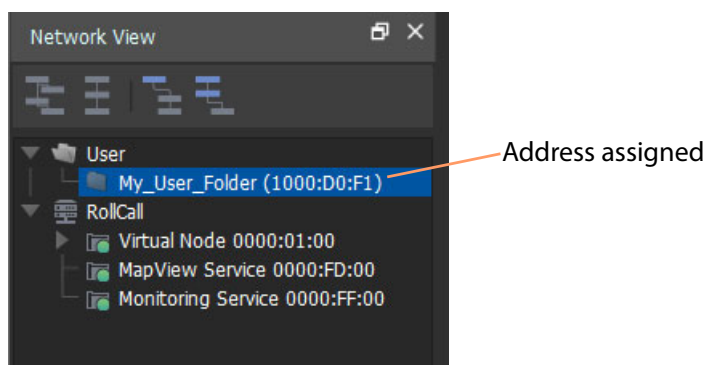 Network View
User
My_User_Folder (1000:D0:F1)
Address assigned
RollCall
Virtual Node 0000:01:00
MapView Service 0000:FD:00
Monitoring Service 0000:FF:00